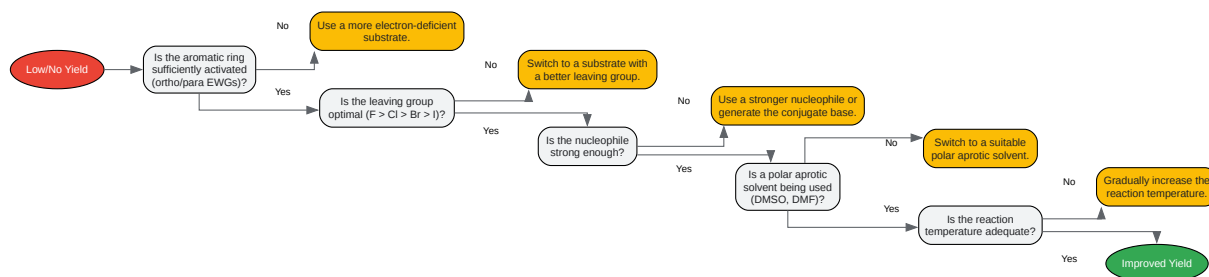 Low/No Yield
Is the aromatic ring
sufficiently activated
(ortho/para EWGs)?
No
Use a more electron-deficient
substrate.
Yes
Is the leaving group
optimal (F > Cl > Br > I)?
No
Switch to a substrate with
a better leaving group.
Yes
Is the nucleophile
strong enough?
No
Use a stronger nucleophile or
generate the conjugate base.
Yes
Is a polar aprotic
solvent being used
(DMSO, DMF)?
No
Switch to a suitable
polar aprotic solvent.
Yes
Is the reaction
temperature adequate?
No
Gradually increase the
reaction temperature.
Yes
Improved Yield